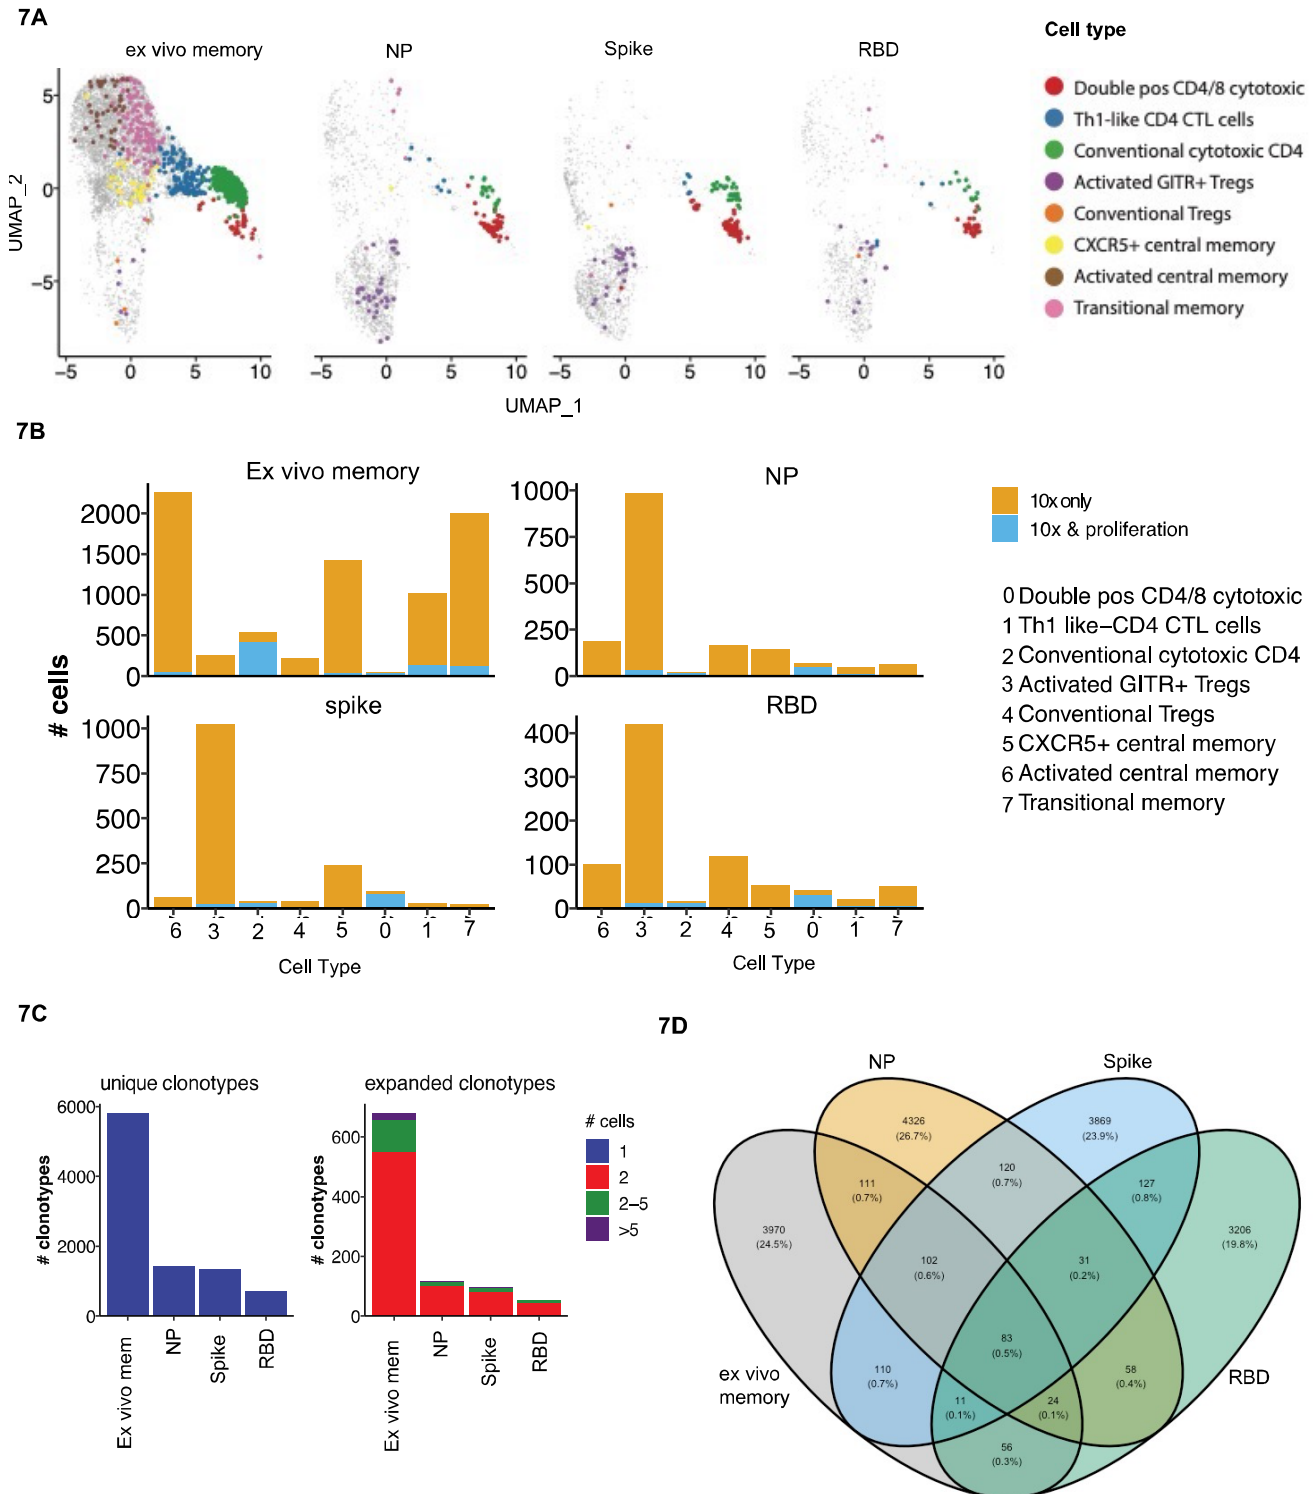 7A
ex vivo memory
NP
Spike
RBD
Cell type
Double pos CD4/8 cytotoxic
Th1-like CD4 CTL cells
Conventional cytotoxic CD4
Activated GITR+ Tregs
Conventional Tregs
CXCR5+ central memory
Activated central memory
Transitional memory
UMAP_2
5
0
−5
−5 0 5 10
−5 0 5 10
−5 0 5 10
−5 0 5 10
UMAP_1
7B
Ex vivo memory
NP
2000
1500
1000
500
0
1000
750
500
250
0
10x only
10x & proliferation
0 Double pos CD4/8 cytotoxic
1 Th1 like−CD4 CTL cells
2 Conventional cytotoxic CD4
3 Activated GITR+ Tregs
4 Conventional Tregs
5 CXCR5+ central memory
6 Activated central memory
7 Transitional memory
# cells
spike
RBD
1000
750
500
250
0
400
300
200
100
0
6 3 2 4 5 0 1 7
6 3 2 4 5 0 1 7
Cell Type
Cell Type
7C
unique clonotypes
# clonotypes
6000
4000
2000
0
Ex vivo mem
NP
Spike
RBD
expanded clonotypes
# clonotypes
600
400
200
0
Ex vivo mem
NP
Spike
RBD
# cells
1
2
2−5
>5
7D
NP
Spike
4326
(26.7%)
3869
(23.9%)
120
(0.7%)
111
(0.7%)
127
(0.8%)
3970
(24.5%)
3206
(19.8%)
102
(0.6%)
31
(0.2%)
83
(0.5%)
110
(0.7%)
58
(0.4%)
ex vivo
memory
RBD
11
(0.1%)
24
(0.1%)
56
(0.3%)